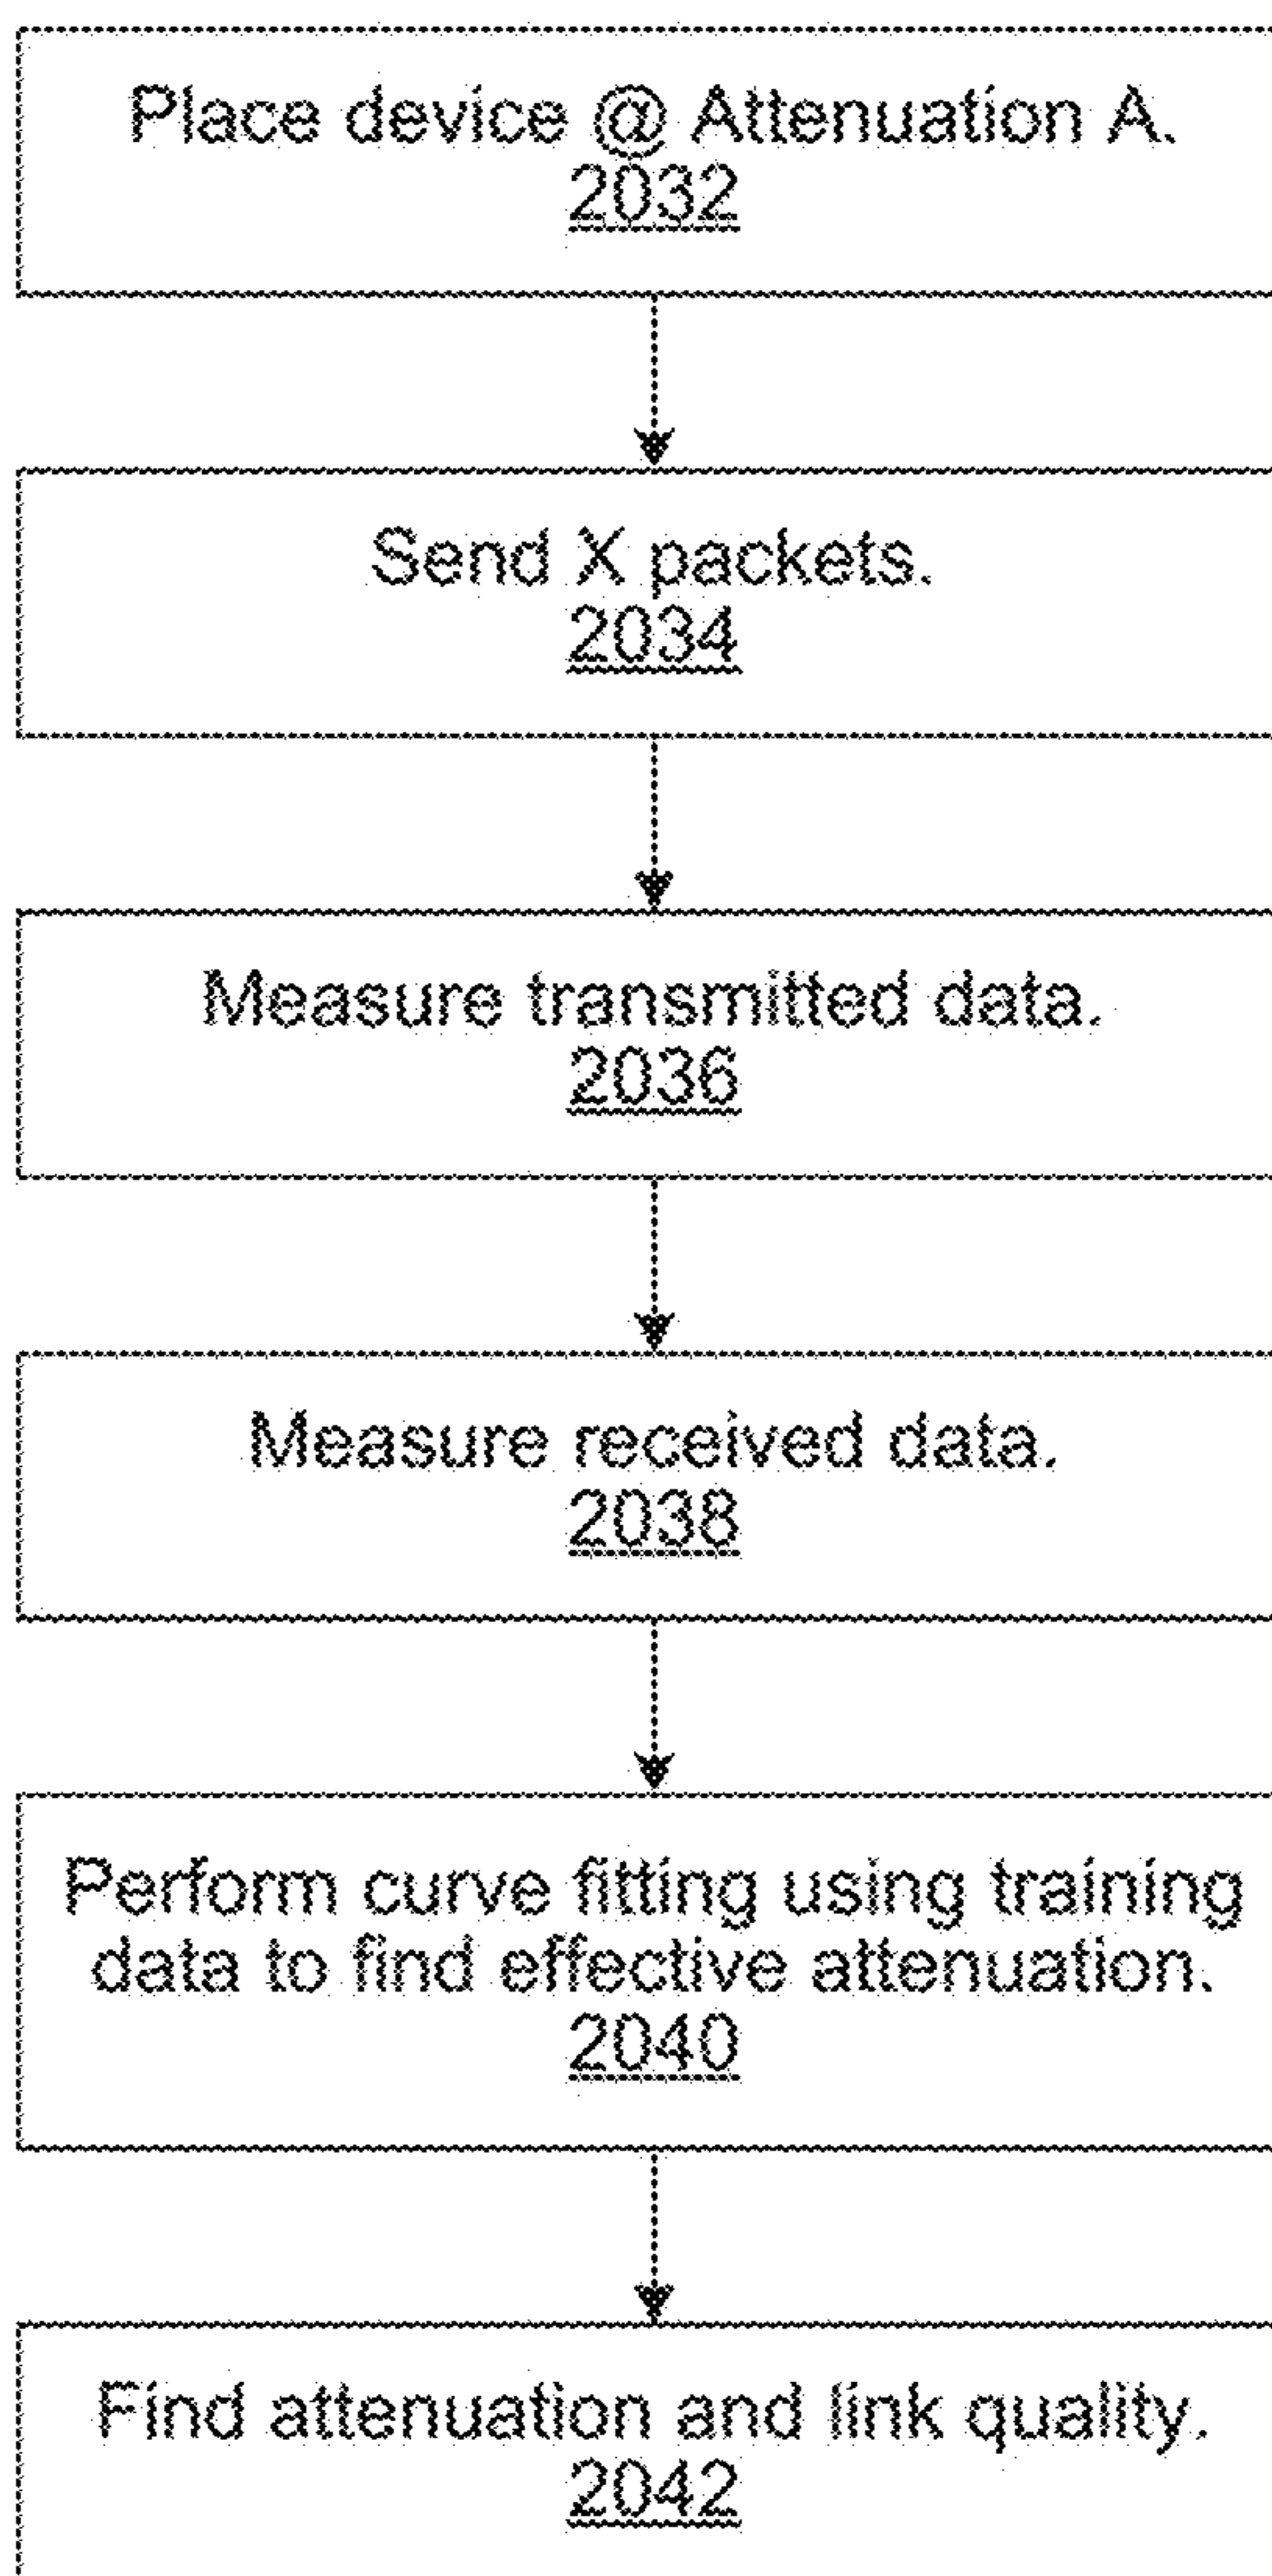 Place device @ Attenuation A.
2032
Send X packets.
2034
Measure transmitted data.
2036
Measure received data.
2038
Perform curve fitting using training
data to find effective attenuation.
2040
Find attenuation and link quality.
2042